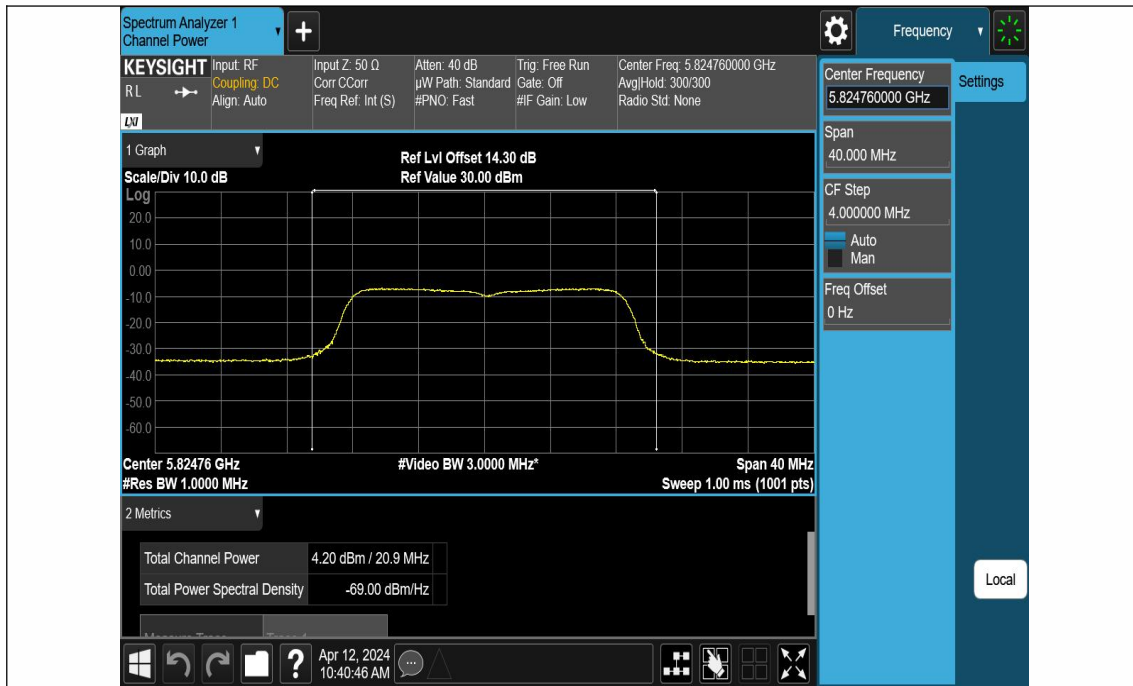 Spectrum Analyzer 1
Channel Power
Frequency
KEYSIGHT
RL
LXI
Input: RF
Coupling: DC
Align: Auto
Input Z: 50 Ω
Corr CCorr
Freq Ref: Int (S)
Atten: 40 dB
µW Path: Standard
#PNO: Fast
Trig: Free Run
Gate: Off
#IF Gain: Low
Center Freq: 5.824760000 GHz
Avg|Hold: 300/300
Radio Std: None
Center Frequency
5.824760000 GHz
Settings
Span
40.000 MHz
CF Step
4.000000 MHz
Auto
Man
Freq Offset
0 Hz
1 Graph
Scale/Div 10.0 dB
Ref Lvl Offset 14.30 dB
Ref Value 30.00 dBm
Log
20.0
10.0
0.00
-10.0
-20.0
-30.0
-40.0
-50.0
-60.0
Center 5.82476 GHz
#Video BW 3.0000 MHz*
Span 40 MHz
#Res BW 1.0000 MHz
Sweep 1.00 ms (1001 pts)
2 Metrics
Total Channel Power 4.20 dBm / 20.9 MHz
Total Power Spectral Density -69.00 dBm/Hz
Local
Apr 12, 2024
10:40:46 AM